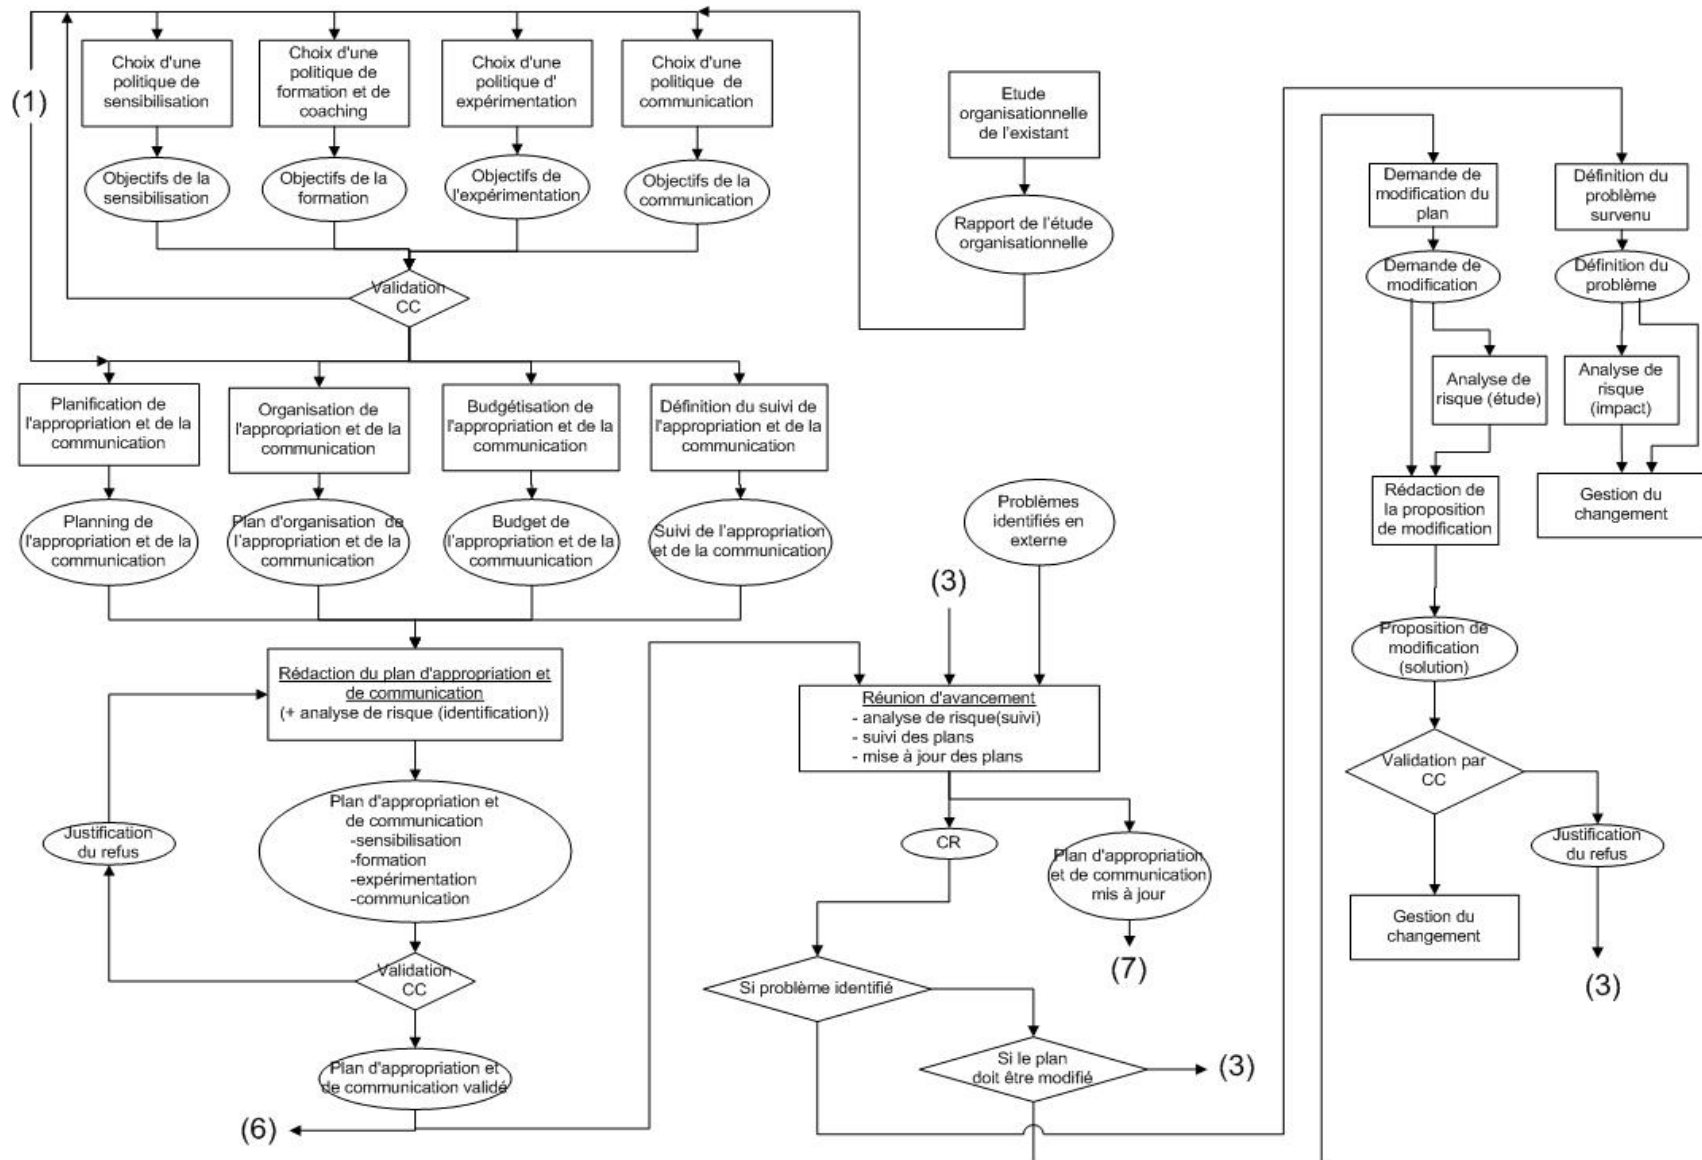 Choix d'une
politique de
sensibilisation
Choix d'une
politique de
formation et de
coaching
Choix d'une
politique d'
expérimentation
Choix d'une
politique de
communication
(1)
Etude
organisationnelle
de l'existant
Objectifs de la
sensibilisation
Objectifs de la
formation
Objectifs de
l'expérimentation
Objectifs de la
communication
Rapport de l'étude
organisationnelle
Demande de
modification du
plan
Définition du
problème
survenu
Demande de
modification
Définition du
problème
Validation
CC
Analyse de
risque (étude)
Analyse de
risque
(impact)
Planification de
l'appropriation et de la
communication
Organisation de
l'appropriation et de la
communication
Budgétisation de
l'appropriation et de la
communication
Définition du suivi de
l'appropriation et de la
communication
Rédaction de
la proposition
de modification
Gestion du
changement
Planning de
l'appropriation et de la
communication
Plan d'organisation de
l'appropriation et de la
communication
Budget de
l'appropriation et de la
commuunication
Suivi de l'appropriation
et de la communication
Problèmes
identifiés en
externe
(3)
Proposition de
modification
(solution)
Rédaction du plan d'appropriation et
de communication
(+ analyse de risque (identification))
Réunion d'avancement
- analyse de risque(suivi)
- suivi des plans
- mise à jour des plans
Validation par
CC
Plan d'appropriation et
de communication
-sensibilisation
-formation
-expérimentation
-communication
Justification
du refus
CR
Plan d'appropriation
et de communication
mis à jour
Justification
du refus
Gestion du
changement
(7)
(3)
Validation
CC
Si problème identifié
Si le plan
doit être modifié
(3)
Plan d'appropriation et
de communication validé
(6)